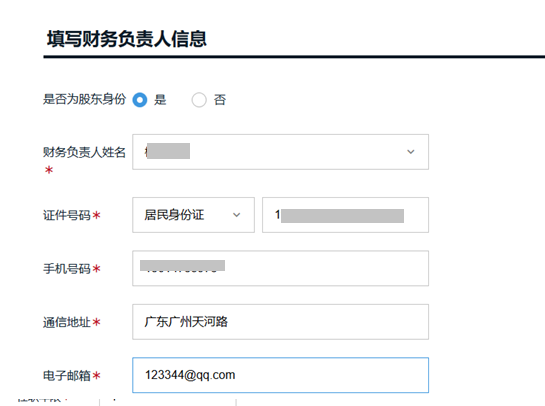 填写财务负责人信息
是否为股东身份 是 否
财务负责人姓名
*
证件号码* 居民身份证 1
手机号码*
通信地址* 广东广州天河路
电子邮箱* 123344@qq.com